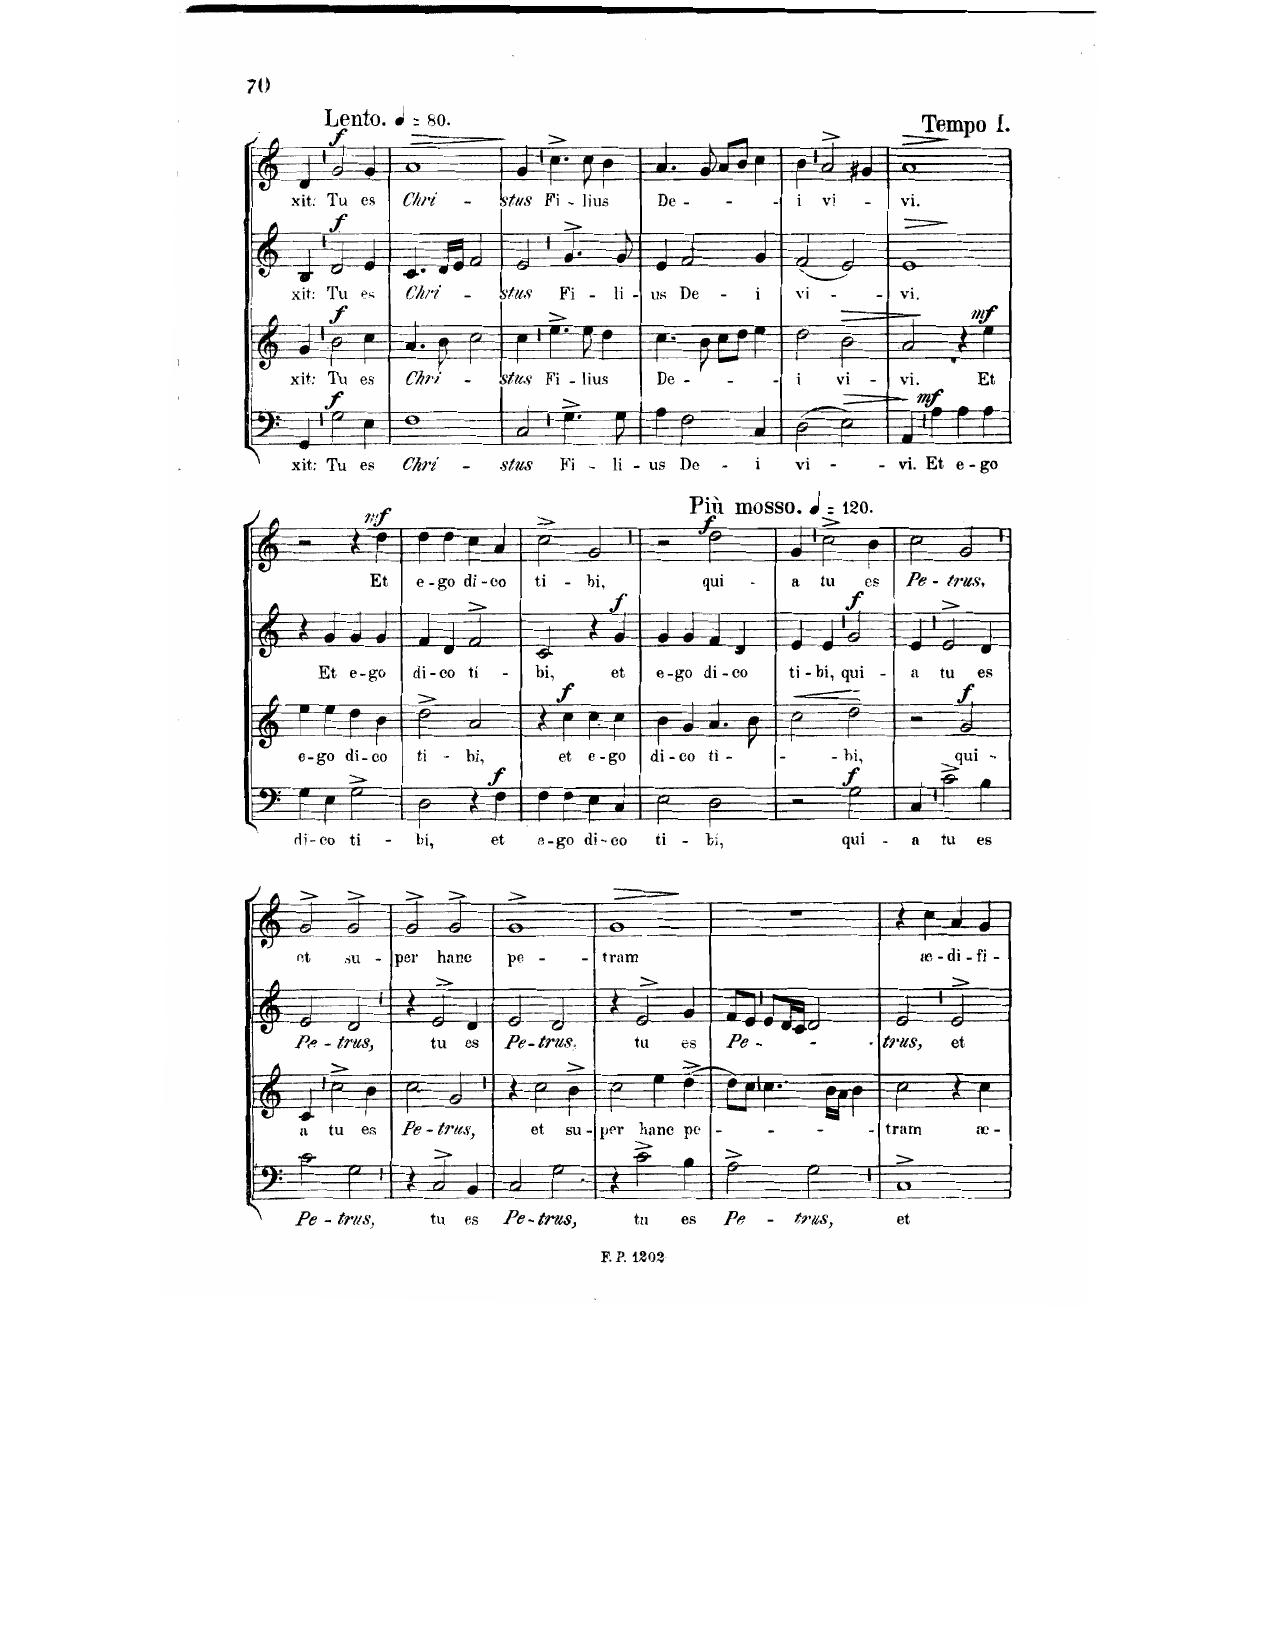 70
Lento. ♩ = 80.
Tempo I.
f
xit: Tu es Chri - stus Fi - lius De - - - i vi - vi.
f
xit: Tu es Chri - stus Fi - li - us De - i vi - - vi.
f mf
xit: Tu es Chri - stus Fi - lius De - - - i vi - vi. Et
f mf
xit: Tu es Chri - stus Fi - li - us De - i vi - - vi. Et e - go
Più mosso. ♩ = 120.
mf f
Et e - go di - co ti - bi, qui - a tu es Pe - trus,
f f
Et e - go di - co ti - bi, et e - go di - co ti - bi, qui - a tu es
f f
e - go di - co ti - bi, et e - go di - co ti - - - bi, qui -
f f
di - co ti - bi, et e - go di - co ti - bi, qui - a tu es
et su - per hanc pe - - tram æ - di - fi -
Pe - trus, tu es Pe - trus, tu es Pe - - - trus, et
a tu es Pe - trus, et su - per hanc pe - - - - - tram æ -
Pe - trus, tu es Pe - trus, tu es Pe - trus, et
F. P. 1202